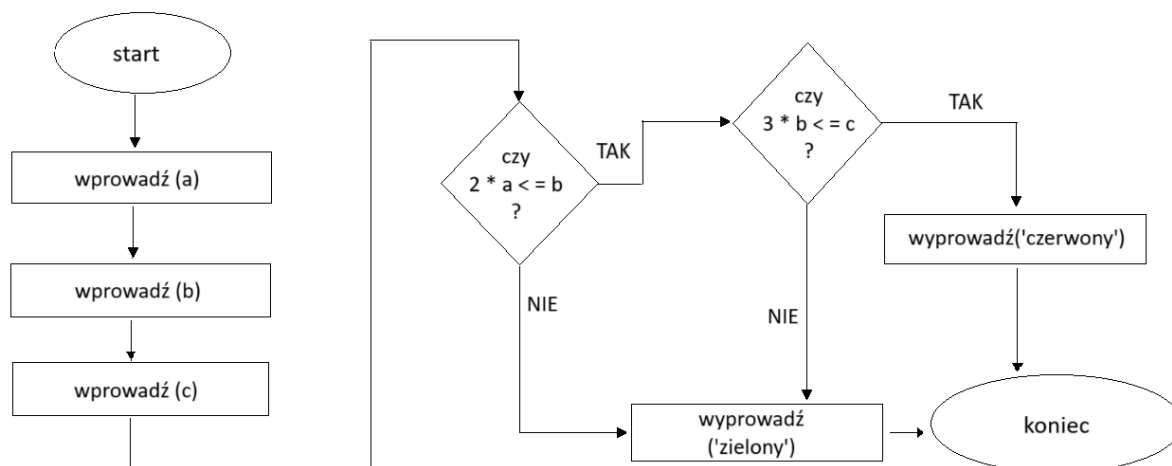 start
wprowadź (a)
wprowadź (b)
wprowadź (c)
czy
2 * a < = b
?
TAK
NIE
czy
3 * b < = c
?
TAK
NIE
wyprowadź('czerwony')
wyprowadź
('zielony')
koniec